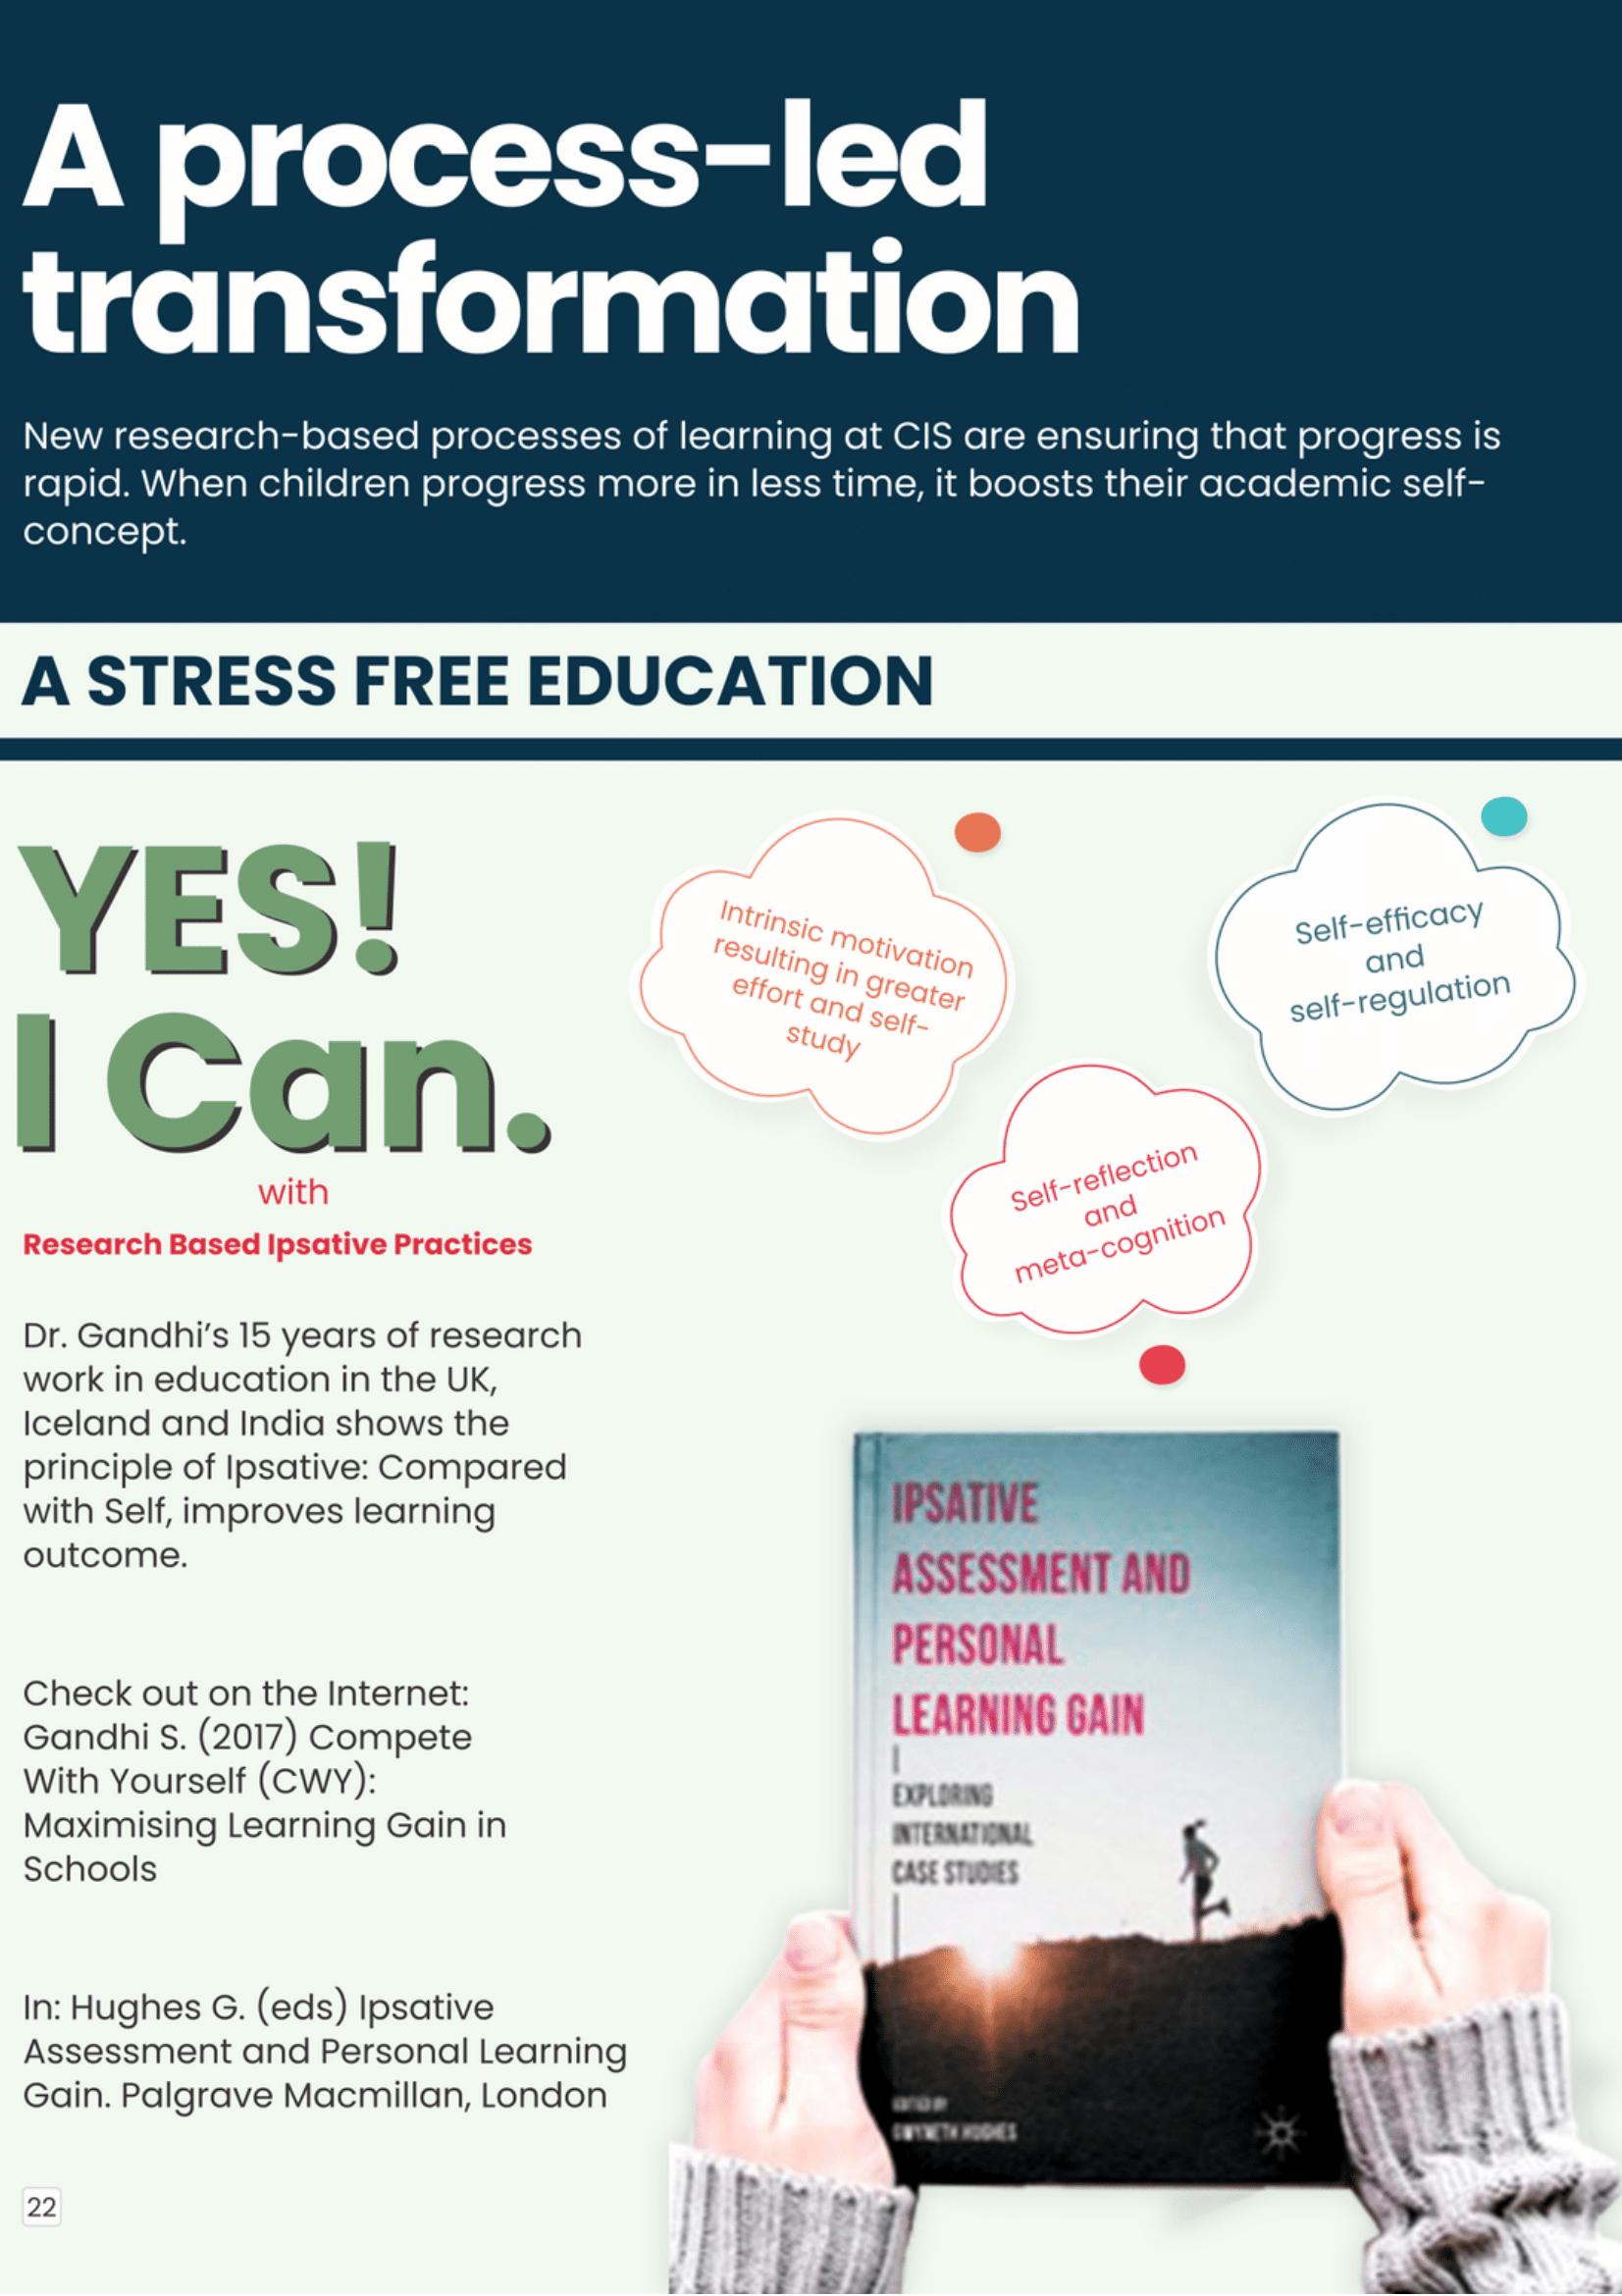 A process-led
transformation
New research-based processes of learning at CIS are ensuring that progress is
rapid. When children progress more in less time, it boosts their academic self-
concept.
A STRESS FREE EDUCATION
YES!
I Can.
with
Research Based Ipsative Practices
Dr. Gandhi's 15 years of research
work in education in the UK,
Iceland and India shows the
principle of Ipsative: Compared
with Self, improves learning
outcome.
Check out on the Internet:
Gandhi S. (2017) Compete
With Yourself (CWY):
Maximising Learning Gain in
Schools
In: Hughes G. (eds) Ipsative
Assessment and Personal Learning
Gain. Palgrave Macmillan, London
22
Intrinsic motivation
resulting in greater
effort and self-
study
Self-efficacy
and
self-regulation
Self-reflection
and
meta-cognition
IPSATIVE
ASSESSMENT AND
PERSONAL
LEARNING GAIN
EXPLORING
INTERNATIONAL
CASE STUDIES
EDITED BY
GWYNETH HUGHES